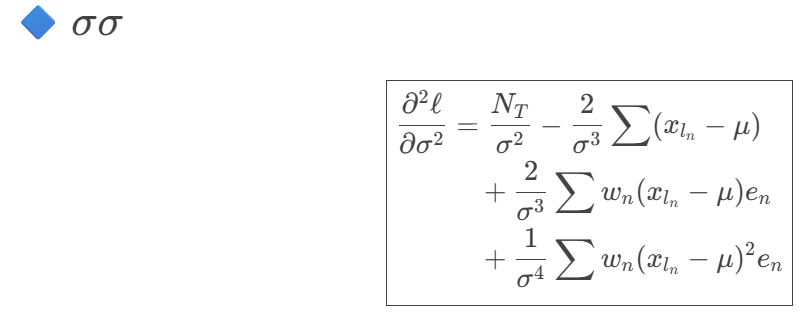 🔷 σσ
∂²ℓ/∂σ² = N_T/σ² − 2/σ³ ∑(x_{l_n} − μ)
+ 2/σ³ ∑ w_n(x_{l_n} − μ)e_n
+ 1/σ⁴ ∑ w_n(x_{l_n} − μ)²e_n